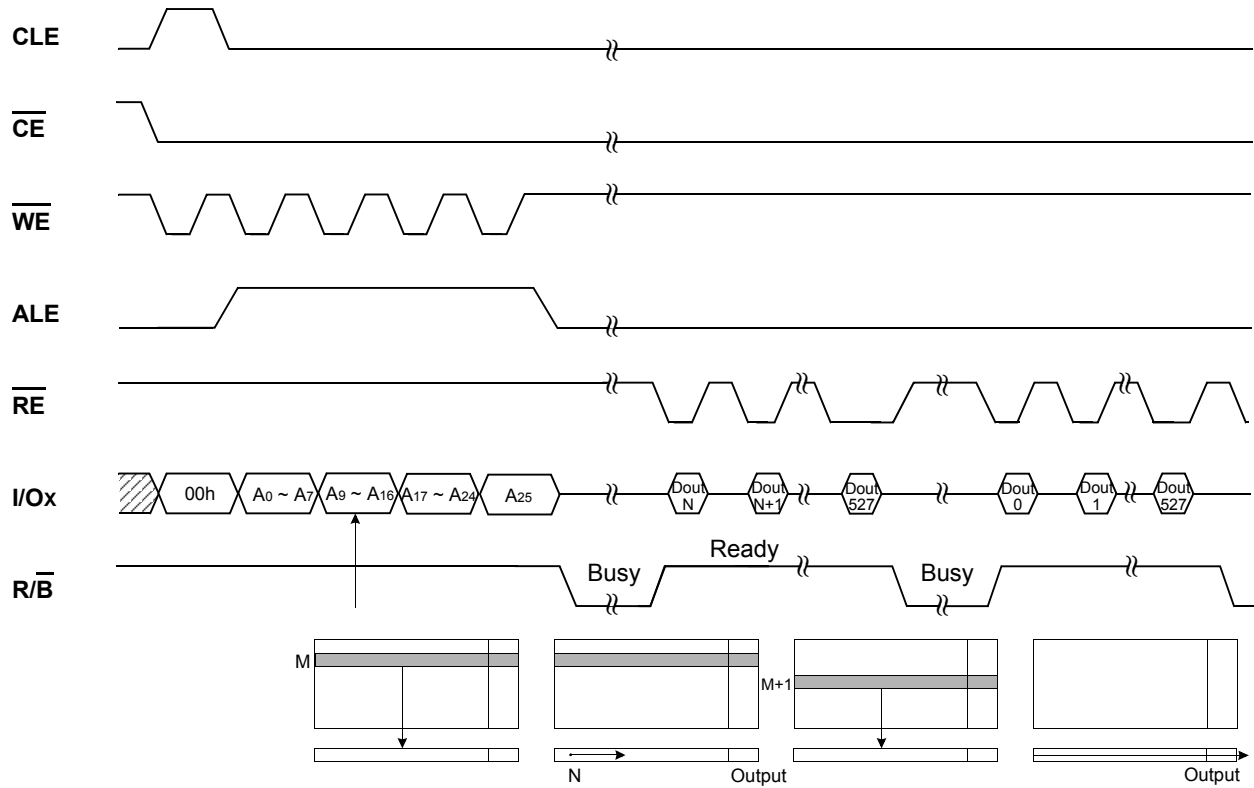 CLE
CE
WE
ALE
RE
I/Ox
00h
A0 ~ A7
A9 ~ A16
A17 ~ A24
A25
Dout
N
Dout
N+1
Dout
527
Dout
0
Dout
1
Dout
527
R/B
Busy
Ready
Busy
M
M+1
N
Output
Output